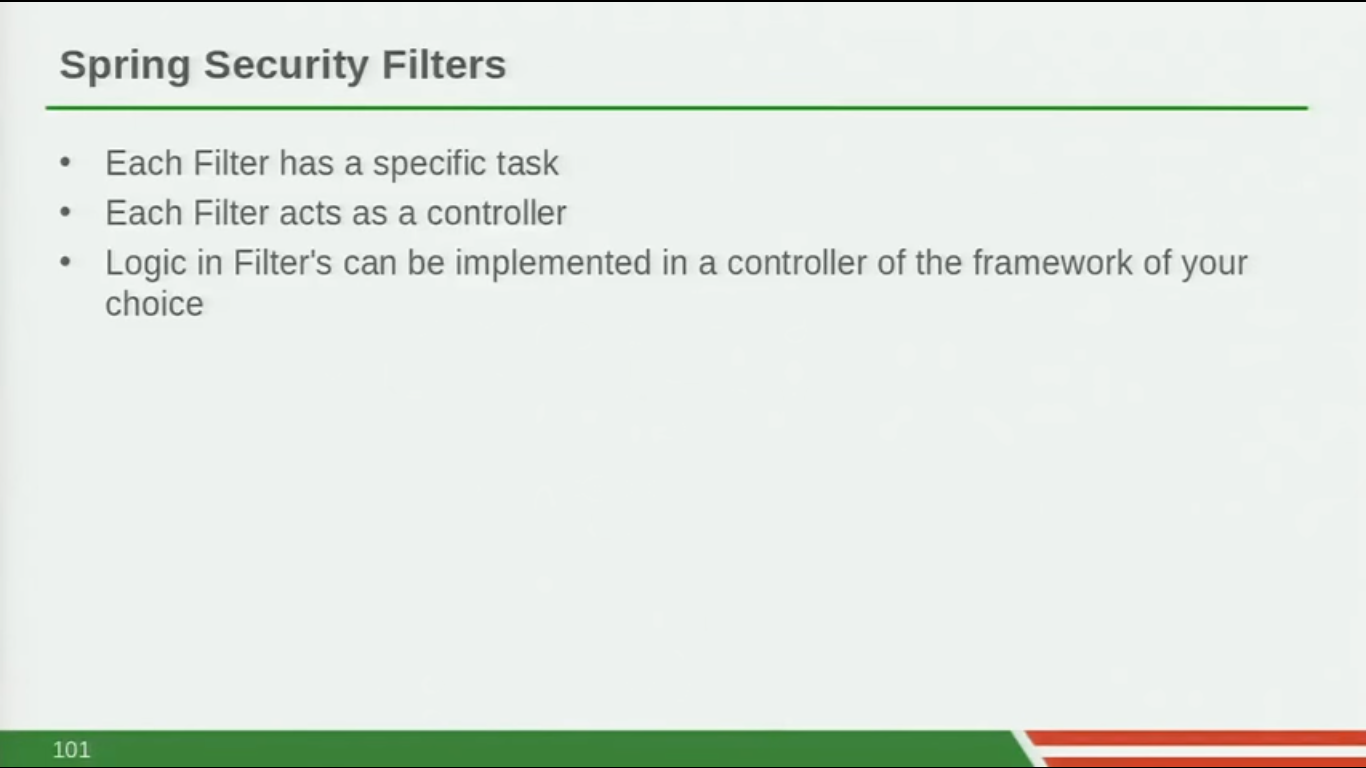 Spring Security Filters
• Each Filter has a specific task
• Each Filter acts as a controller
• Logic in Filter's can be implemented in a controller of the framework of your
choice
101